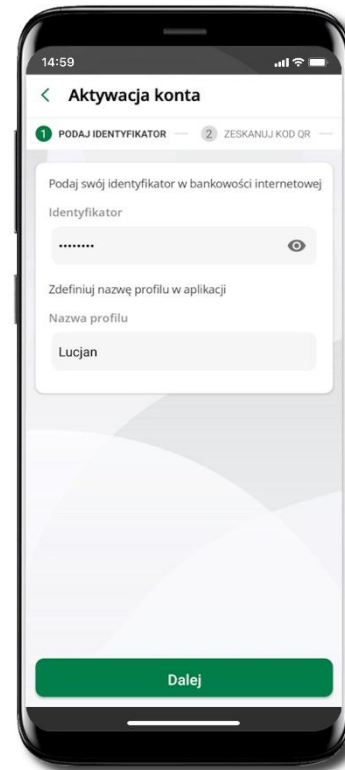 14:59
Aktywacja konta
1 PODAJ IDENTYFIKATOR 2 ZESKANUJ KOD QR
Podaj swój identyfikator w bankowości internetowej
Identyfikator
••••••••
Zdefiniuj nazwę profilu w aplikacji
Nazwa profilu
Lucjan
Dalej